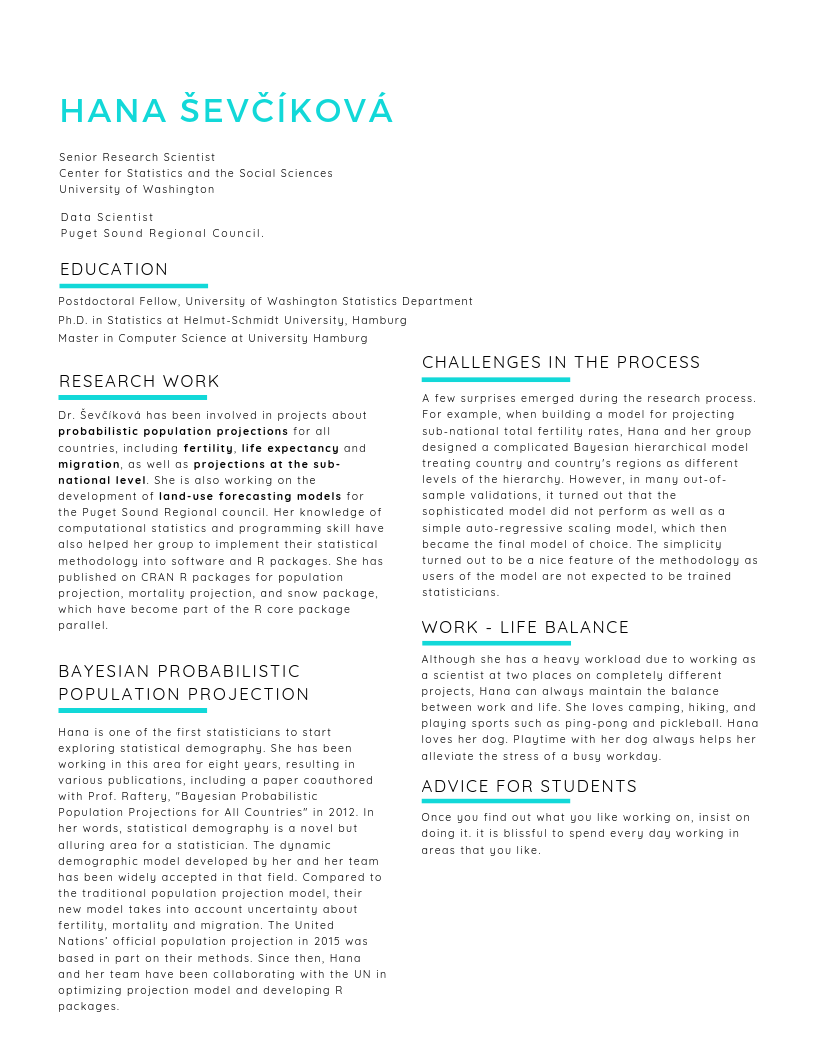 HANA ŠEVČÍKOVÁ
Senior Research Scientist
Center for Statistics and the Social Sciences
University of Washington
Data Scientist
Puget Sound Regional Council.
EDUCATION
Postdoctoral Fellow, University of Washington Statistics Department
Ph.D. in Statistics at Helmut-Schmidt University, Hamburg
Master in Computer Science at University Hamburg
RESEARCH WORK
Dr. Ševčíková has been involved in projects about
probabilistic population projections for all
countries, including fertility, life expectancy and
migration, as well as projections at the sub-
national level. She is also working on the
development of land-use forecasting models for
the Puget Sound Regional council. Her knowledge of
computational statistics and programming skill have
also helped her group to implement their statistical
methodology into software and R packages. She has
published on CRAN R packages for population
projection, mortality projection, and snow package,
which have become part of the R core package
parallel.
BAYESIAN PROBABILISTIC
POPULATION PROJECTION
Hana is one of the first statisticians to start
exploring statistical demography. She has been
working in this area for eight years, resulting in
various publications, including a paper coauthored
with Prof. Raftery, "Bayesian Probabilistic
Population Projections for All Countries" in 2012. In
her words, statistical demography is a novel but
alluring area for a statistician. The dynamic
demographic model developed by her and her team
has been widely accepted in that field. Compared to
the traditional population projection model, their
new model takes into account uncertainty about
fertility, mortality and migration. The United
Nations’ official population projection in 2015 was
based in part on their methods. Since then, Hana
and her team have been collaborating with the UN in
optimizing projection model and developing R
packages.
CHALLENGES IN THE PROCESS
A few surprises emerged during the research process.
For example, when building a model for projecting
sub-national total fertility rates, Hana and her group
designed a complicated Bayesian hierarchical model
treating country and country's regions as different
levels of the hierarchy. However, in many out-of-
sample validations, it turned out that the
sophisticated model did not perform as well as a
simple auto-regressive scaling model, which then
became the final model of choice. The simplicity
turned out to be a nice feature of the methodology as
users of the model are not expected to be trained
statisticians.
WORK - LIFE BALANCE
Although she has a heavy workload due to working as
a scientist at two places on completely different
projects, Hana can always maintain the balance
between work and life. She loves camping, hiking, and
playing sports such as ping-pong and pickleball. Hana
loves her dog. Playtime with her dog always helps her
alleviate the stress of a busy workday.
ADVICE FOR STUDENTS
Once you find out what you like working on, insist on
doing it. it is blissful to spend every day working in
areas that you like.